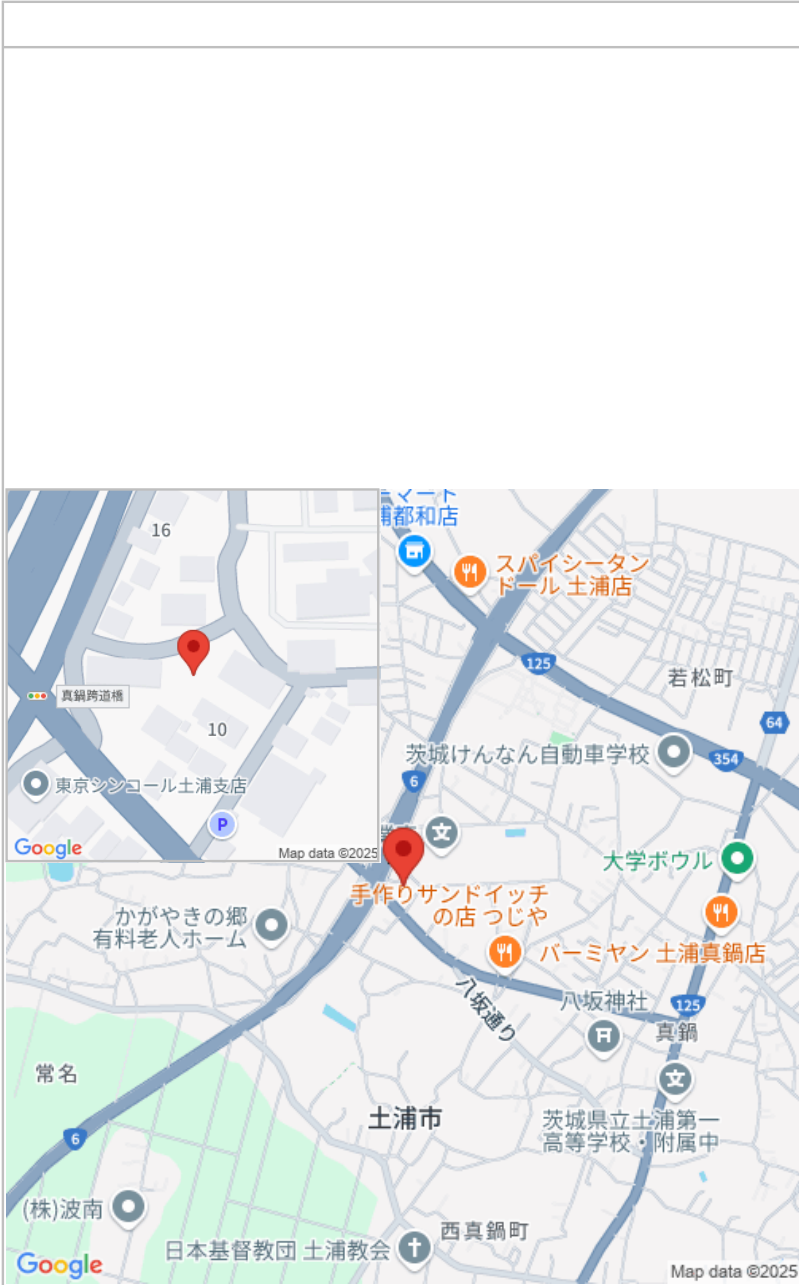 16
真鍋跨道橋
10
東京シンコール土浦支店
P
Google
Map data ©2025
浦都和店
スパイシータン
ドール 土浦店
125
若松町
64
茨城けんなん自動車学校
354
6
文
大学ボウル
手作りサンドイッチ
の店 つじや
かがやきの郷
有料老人ホーム
バーミヤン 土浦真鍋店
八坂通り
八坂神社
125
真鍋
常名
文
土浦市
茨城県立土浦第一
高等学校・附属中
6
(株)波南
西真鍋町
日本基督教団 土浦教会
Google
Map data ©2025